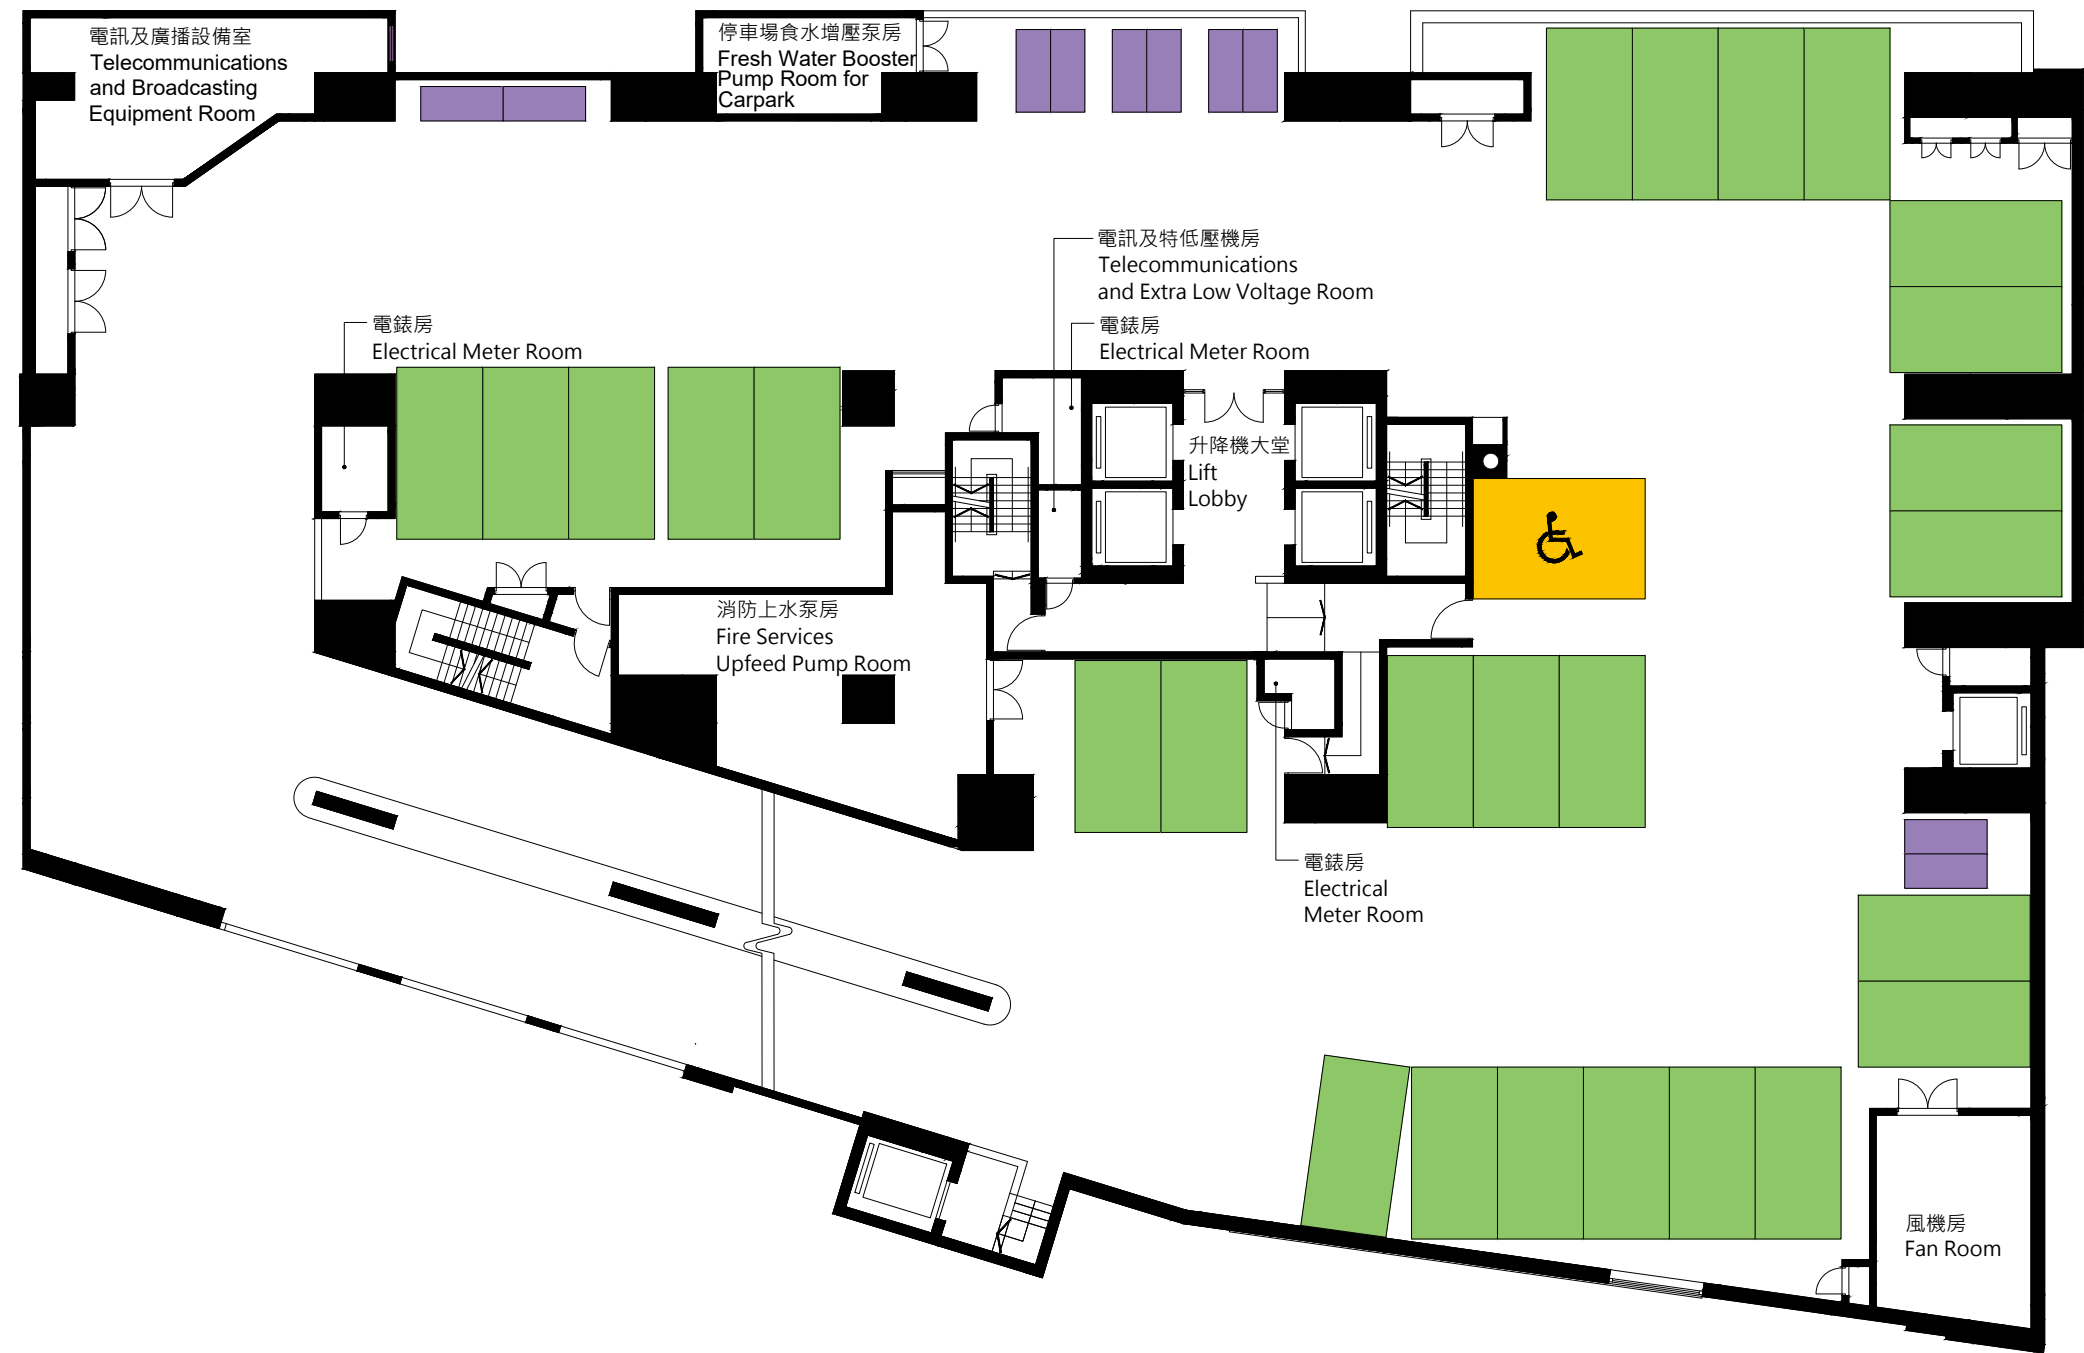 電訊及廣播設備室
Telecommunications
and Broadcasting
Equipment Room
停車場食水增壓泵房
Fresh Water Booster
Pump Room for
Carpark
電訊及特低壓機房
Telecommunications
and Extra Low Voltage Room
電錶房
Electrical Meter Room
電錶房
Electrical Meter Room
升降機大堂
Lift
Lobby
消防上水泵房
Fire Services
Upfeed Pump Room
電錶房
Electrical
Meter Room
風機房
Fan Room